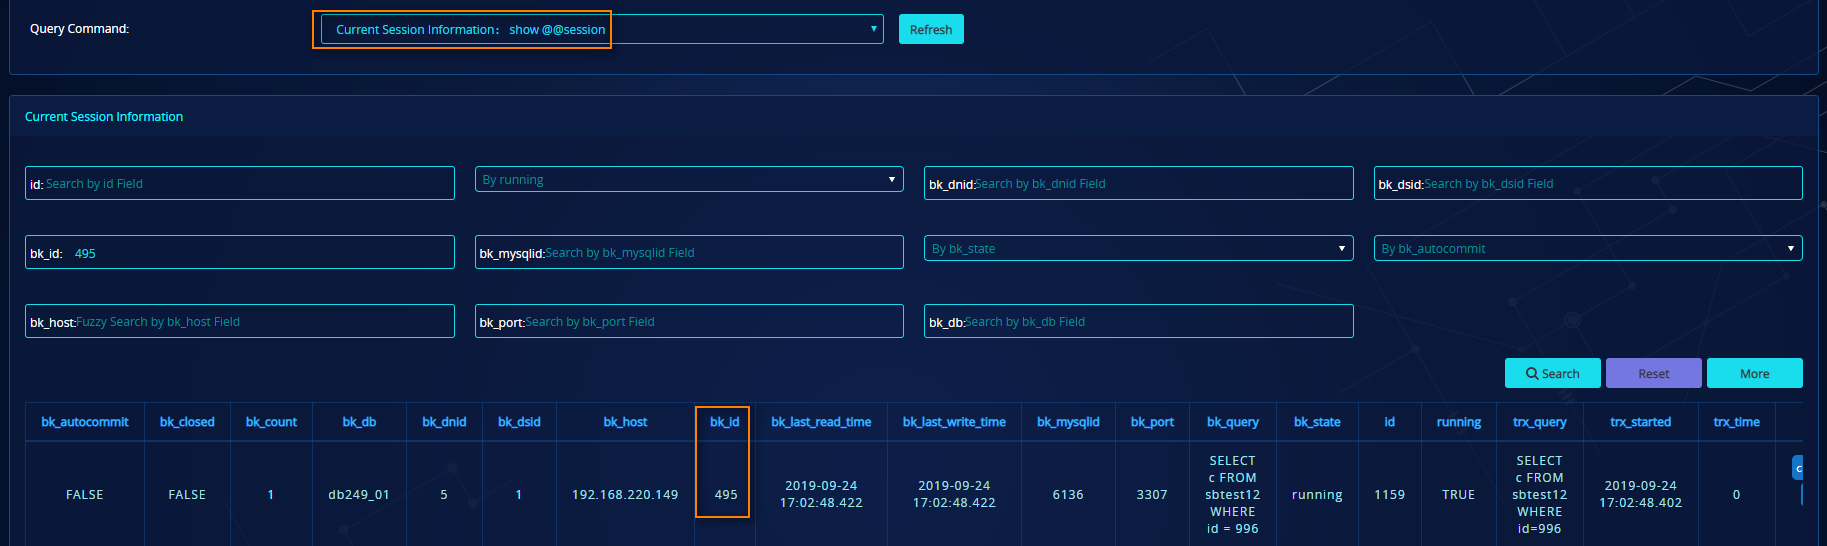 Query Command:
Current Session Information： show @@session
Refresh
Current Session Information
id: Search by id Field
By running
bk_dnid:Search by bk_dnid Field
bk_dsid:Search by bk_dsid Field
bk_id: 495
bk_mysqlid:Search by bk_mysqlid Field
By bk_state
By bk_autocommit
bk_host:Fuzzy Search by bk_host Field
bk_port:Search by bk_port Field
bk_db:Search by bk_db Field
Search Reset More
bk_autocommit bk_closed bk_count bk_db bk_dnid bk_dsid bk_host bk_id bk_last_read_time bk_last_write_time bk_mysqlid bk_port bk_query bk_state id running trx_query trx_started trx_time
FALSE
FALSE
1
db249_01
5
1
192.168.220.149
495
2019-09-24
17:02:48.422
2019-09-24
17:02:48.422
6136
3307
SELECT
c FROM
sbtest12
WHERE
id = 996
running
1159
TRUE
SELECT
c FROM
sbtest12
WHERE
id=996
2019-09-24
17:02:48.402
0
c